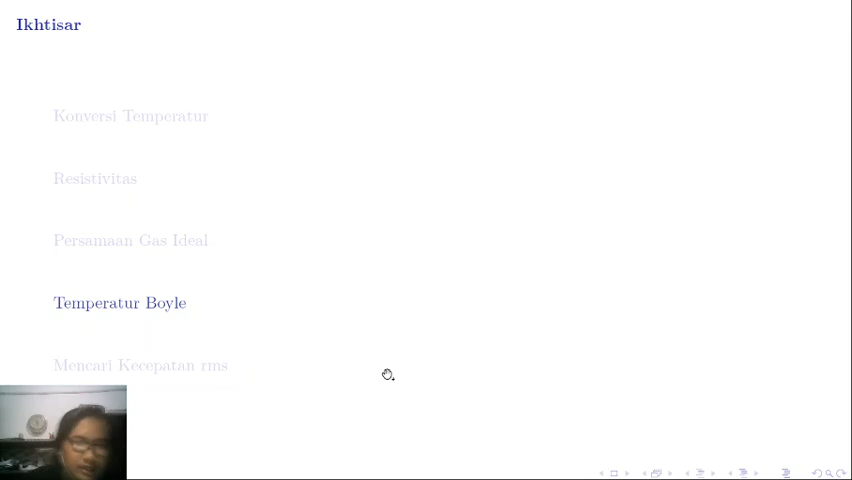 Ikhtisar
Konversi Temperatur
Resistivitas
Persamaan Gas Ideal
Temperatur Boyle
Mencari Kecepatan rms